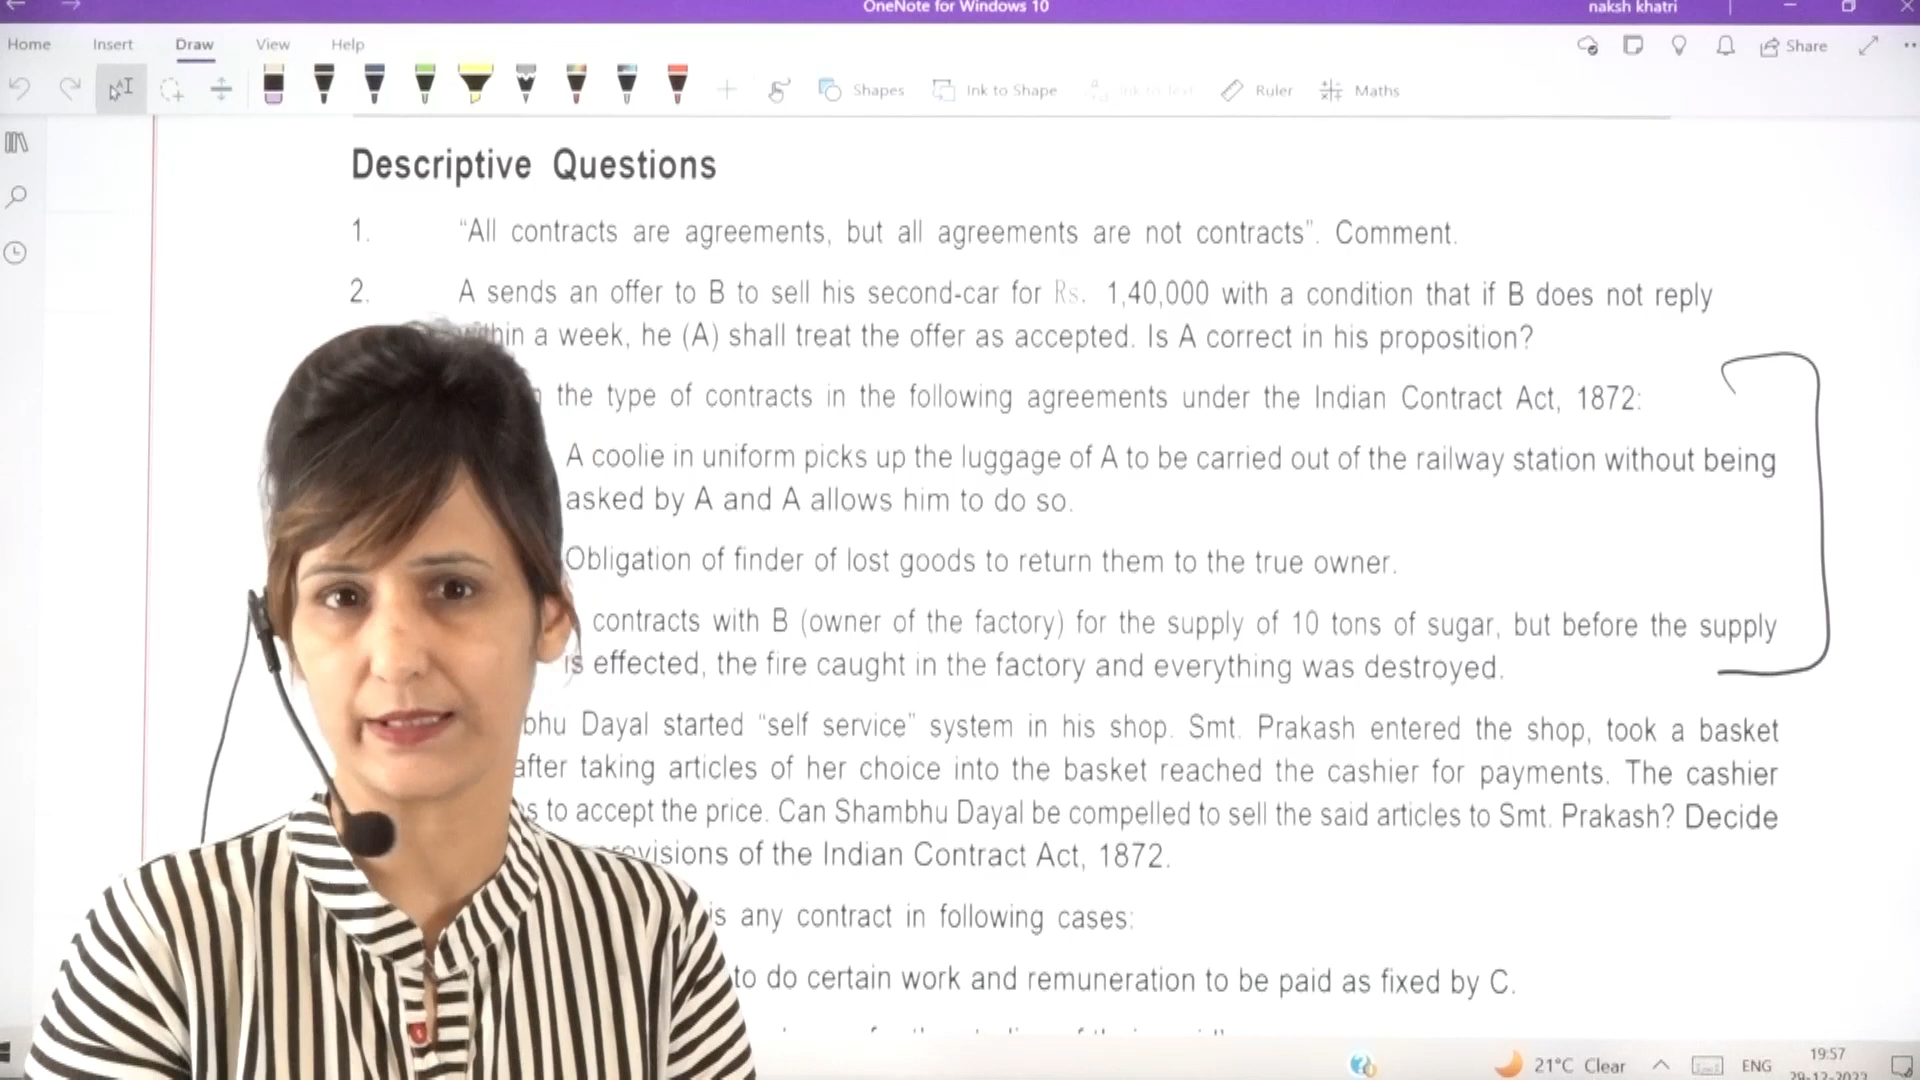 OneNote for Windows 10
naksh khatri
Home Insert Draw View Help
Share
Shapes Ink to Shape Ink to Text Ruler Maths
Descriptive Questions
1. “All contracts are agreements, but all agreements are not contracts”. Comment.
2. A sends an offer to B to sell his second-car for Rs. 1,40,000 with a condition that if B does not reply
a week, he (A) shall treat the offer as accepted. Is A correct in his proposition?
the type of contracts in the following agreements under the Indian Contract Act, 1872:
A coolie in uniform picks up the luggage of A to be carried out of the railway station without being
asked by A and A allows him to do so.
Obligation of finder of lost goods to return them to the true owner.
contracts with B (owner of the factory) for the supply of 10 tons of sugar, but before the supply
is effected, the fire caught in the factory and everything was destroyed.
Dayal started “self service” system in his shop. Smt. Prakash entered the shop, took a basket
after taking articles of her choice into the basket reached the cashier for payments. The cashier
to accept the price. Can Shambhu Dayal be compelled to sell the said articles to Smt. Prakash? Decide
provisions of the Indian Contract Act, 1872.
is any contract in following cases:
to do certain work and remuneration to be paid as fixed by C.
21°C Clear ENG 19:57